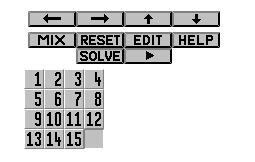 ← → ↑ ↓
MIX RESET EDIT HELP
SOLVE ►
1 2 3 4
5 6 7 8
9 10 11 12
13 14 15